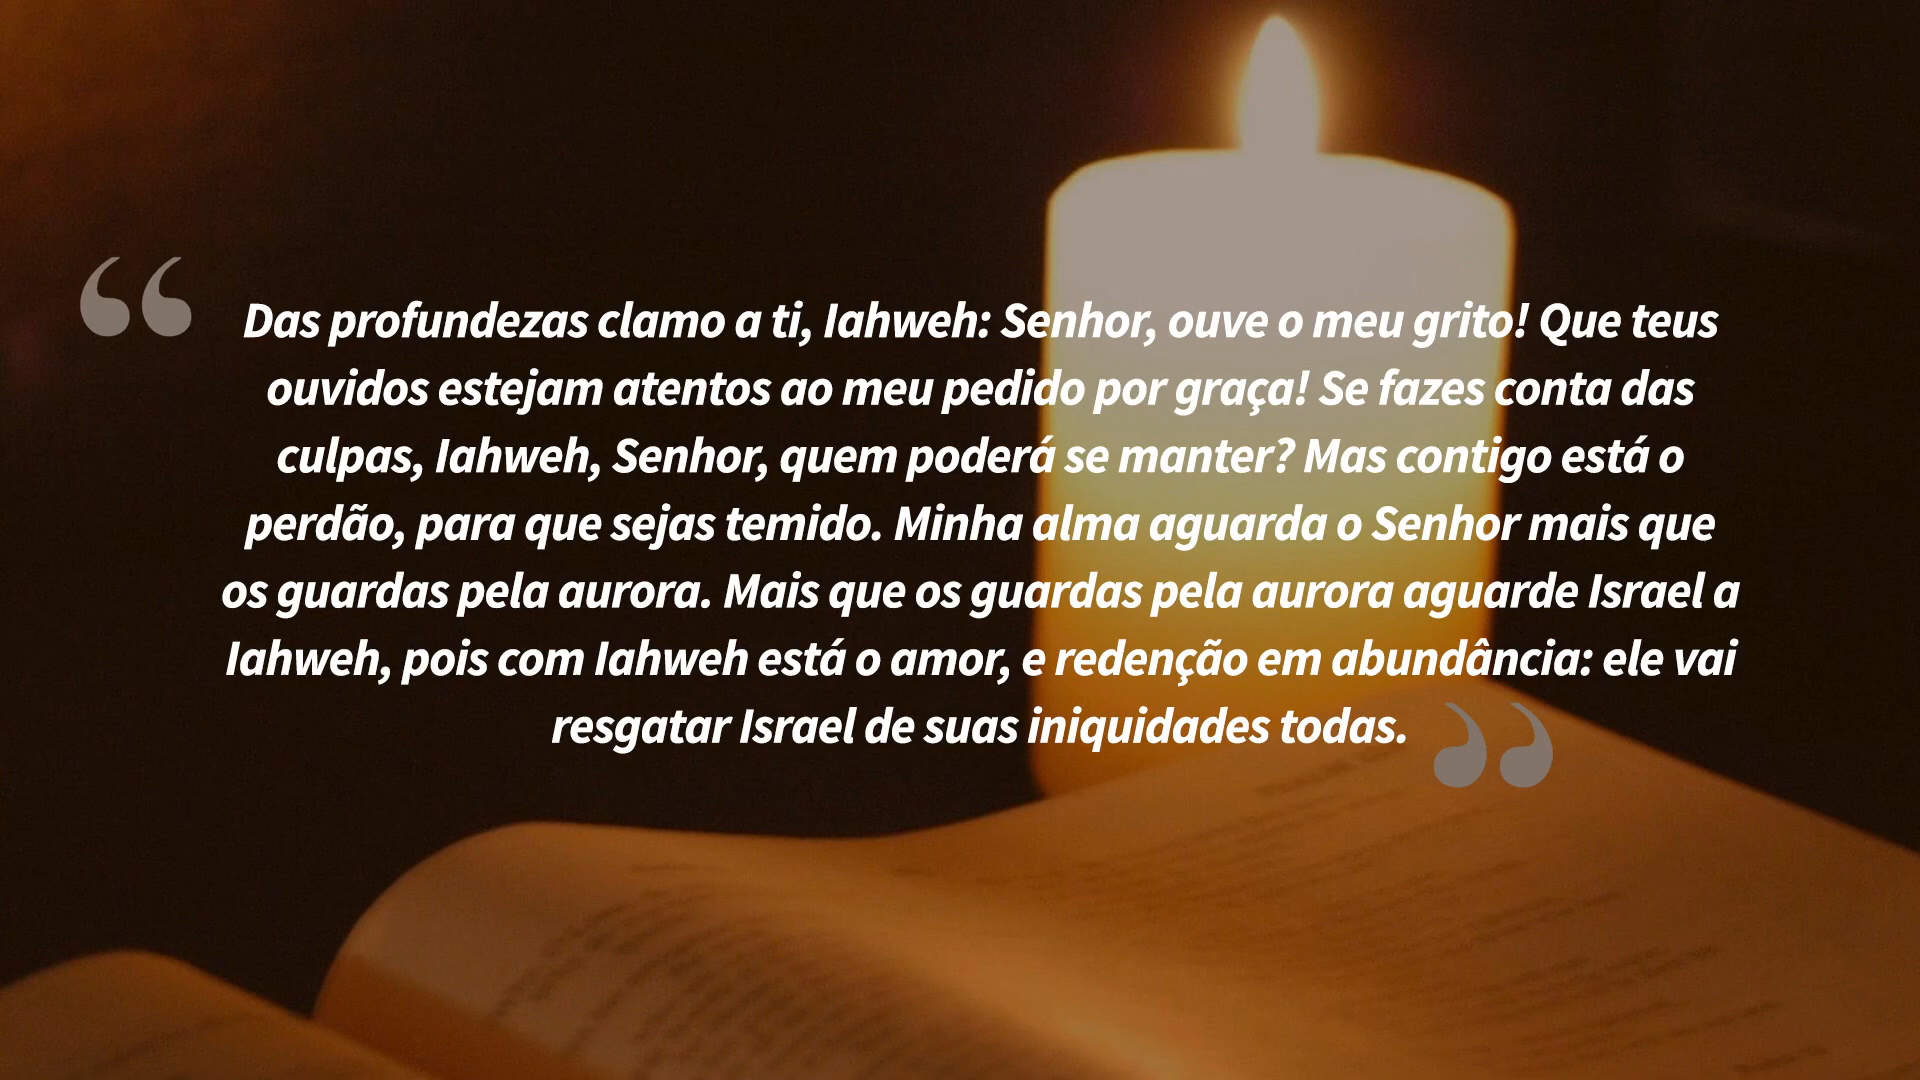 “ Das profundezas clamo a ti, Iahweh: Senhor, ouve o meu grito! Que teus
ouvidos estejam atentos ao meu pedido por graça! Se fazes conta das
culpas, Iahweh, Senhor, quem poderá se manter? Mas contigo está o
perdão, para que sejas temido. Minha alma aguarda o Senhor mais que
os guardas pela aurora. Mais que os guardas pela aurora aguarde Israel a
Iahweh, pois com Iahweh está o amor, e redenção em abundância: ele vai
resgatar Israel de suas iniquidades todas. ”